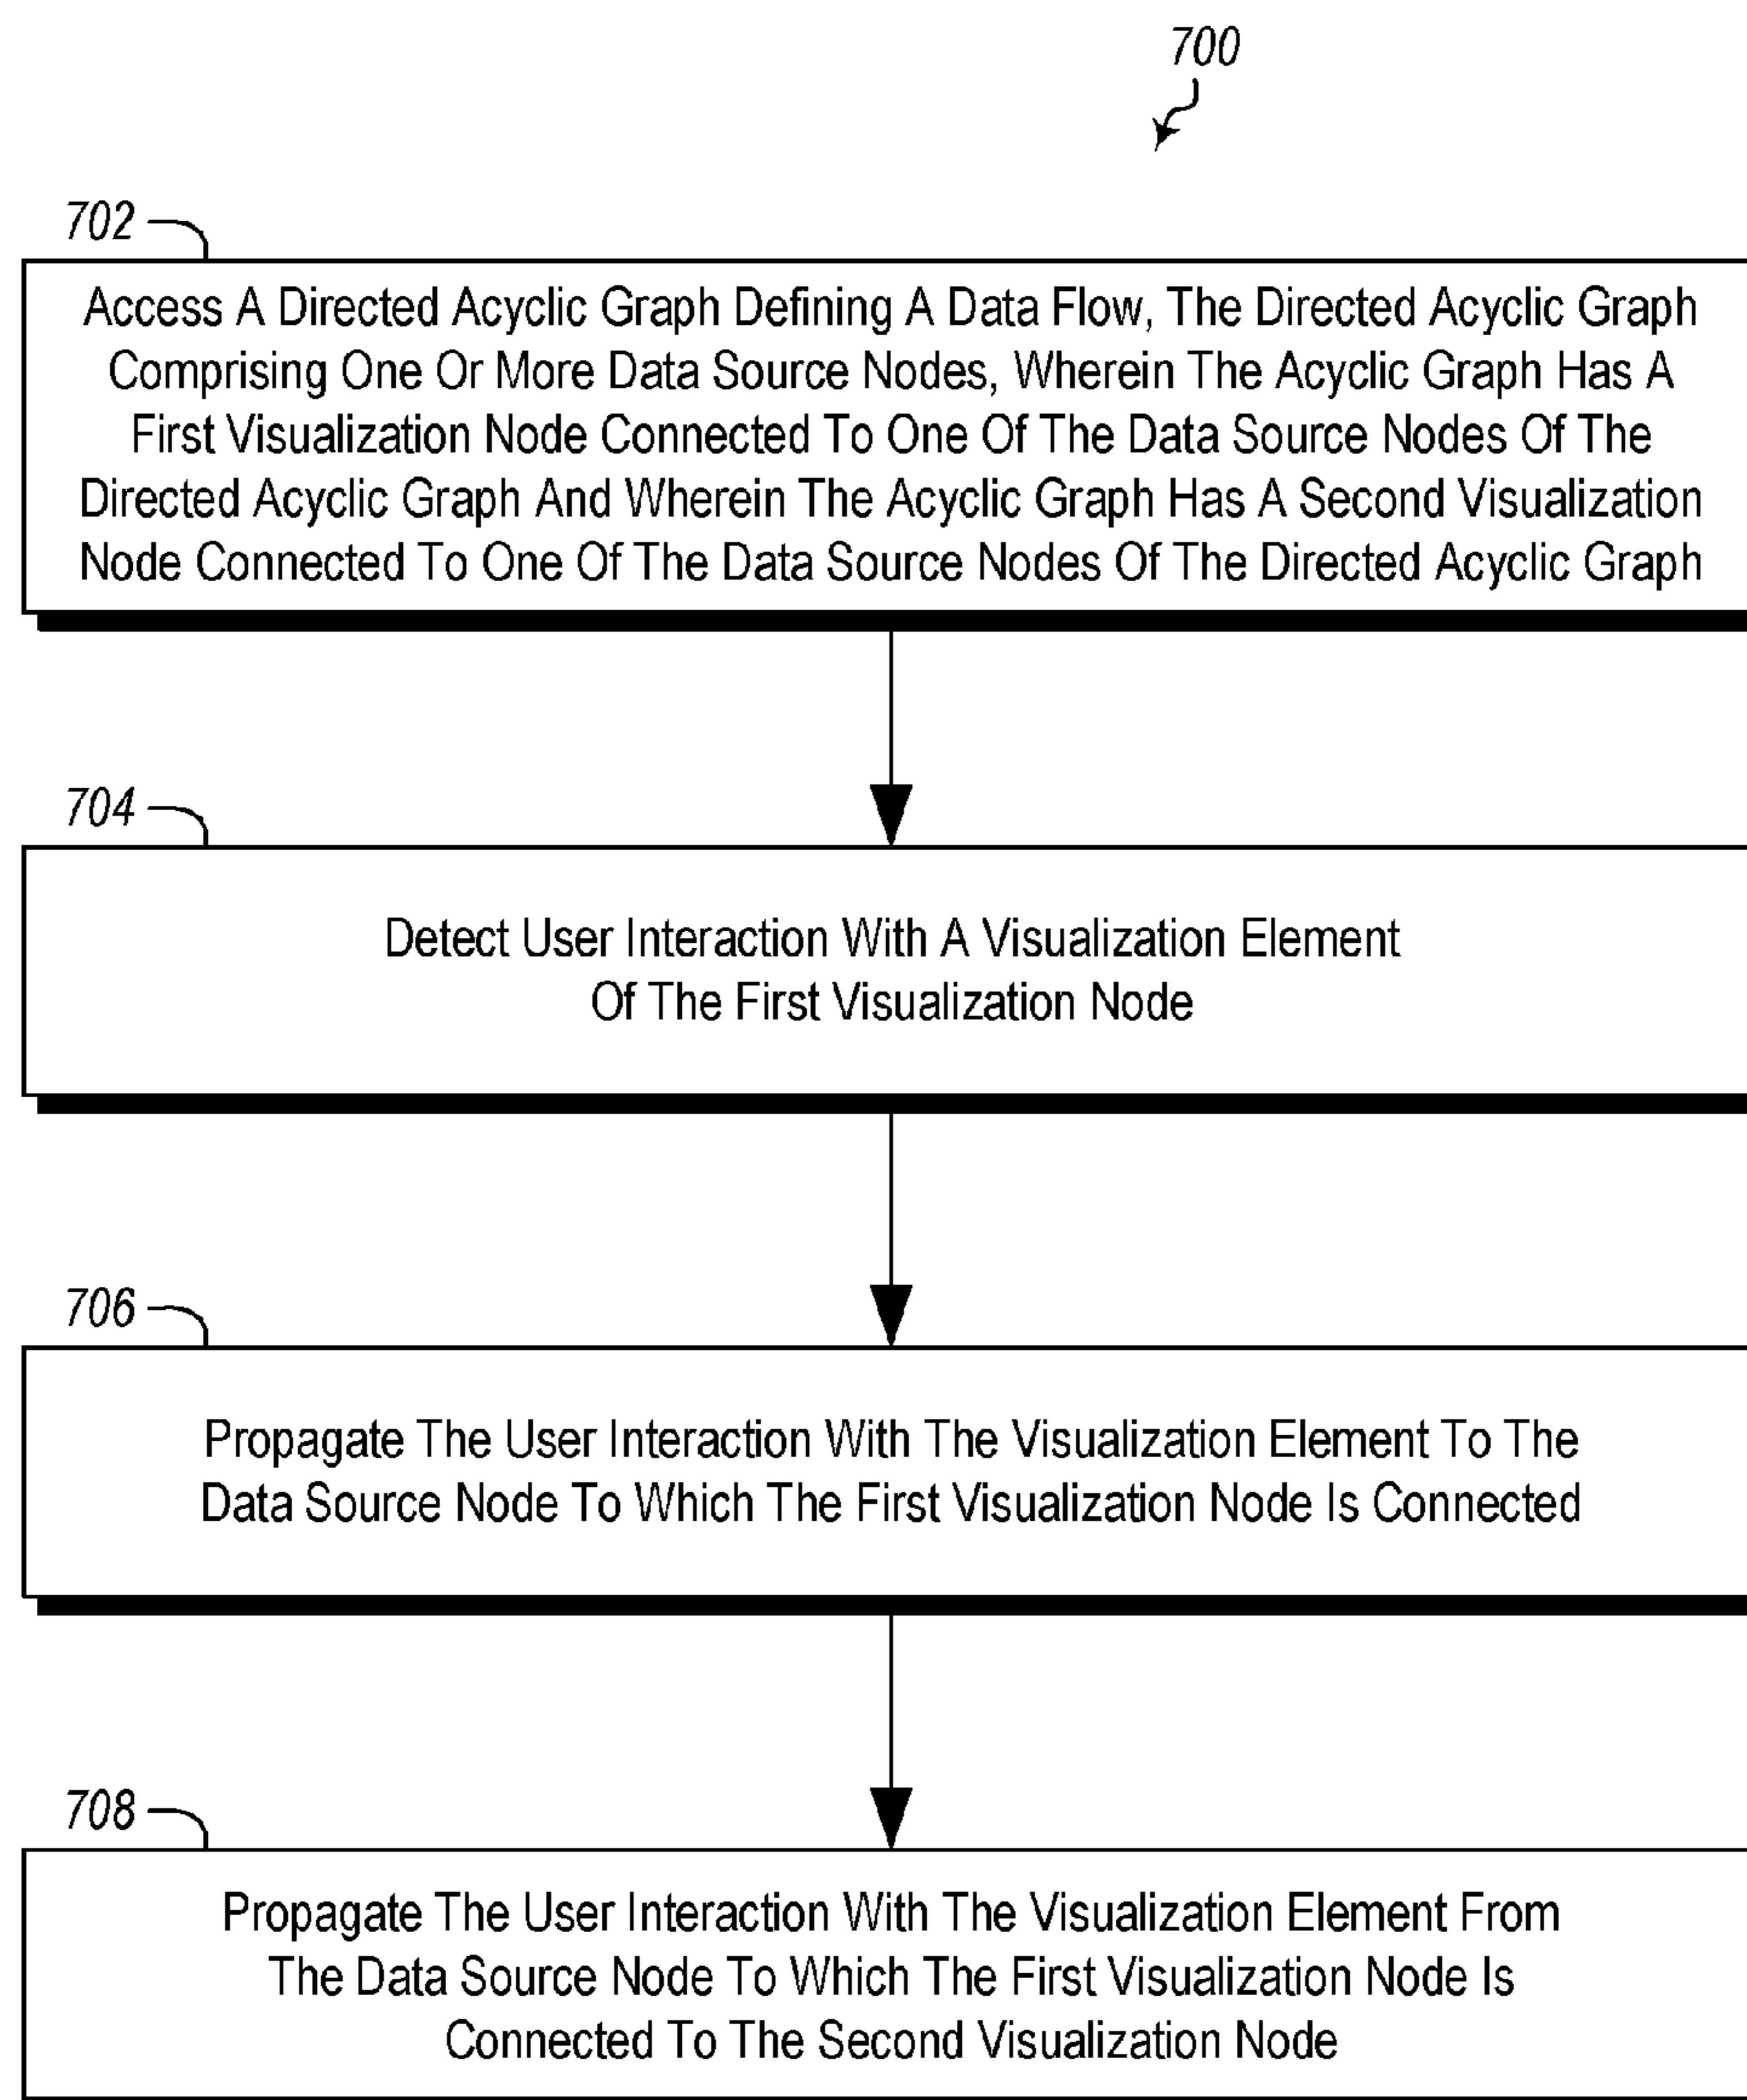 700
702
Access A Directed Acyclic Graph Defining A Data Flow, The Directed Acyclic Graph
Comprising One Or More Data Source Nodes, Wherein The Acyclic Graph Has A
First Visualization Node Connected To One Of The Data Source Nodes Of The
Directed Acyclic Graph And Wherein The Acyclic Graph Has A Second Visualization
Node Connected To One Of The Data Source Nodes Of The Directed Acyclic Graph
704
Detect User Interaction With A Visualization Element
Of The First Visualization Node
706
Propagate The User Interaction With The Visualization Element To The
Data Source Node To Which The First Visualization Node Is Connected
708
Propagate The User Interaction With The Visualization Element From
The Data Source Node To Which The First Visualization Node Is
Connected To The Second Visualization Node